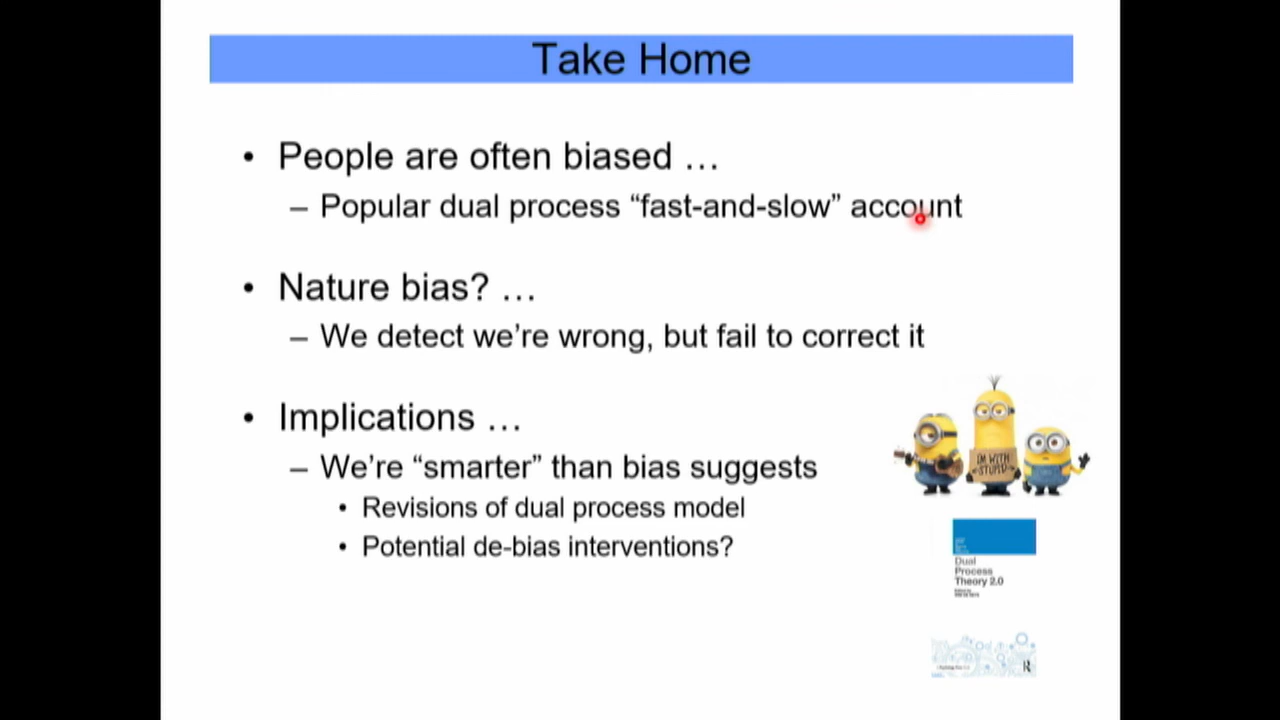 Take Home
• People are often biased …
– Popular dual process “fast-and-slow” account
• Nature bias? …
– We detect we’re wrong, but fail to correct it
• Implications …
– We’re “smarter” than bias suggests
• Revisions of dual process model
• Potential de-bias interventions?
I'M WITH
STUPID
Dual
Process
Theory 2.0
R